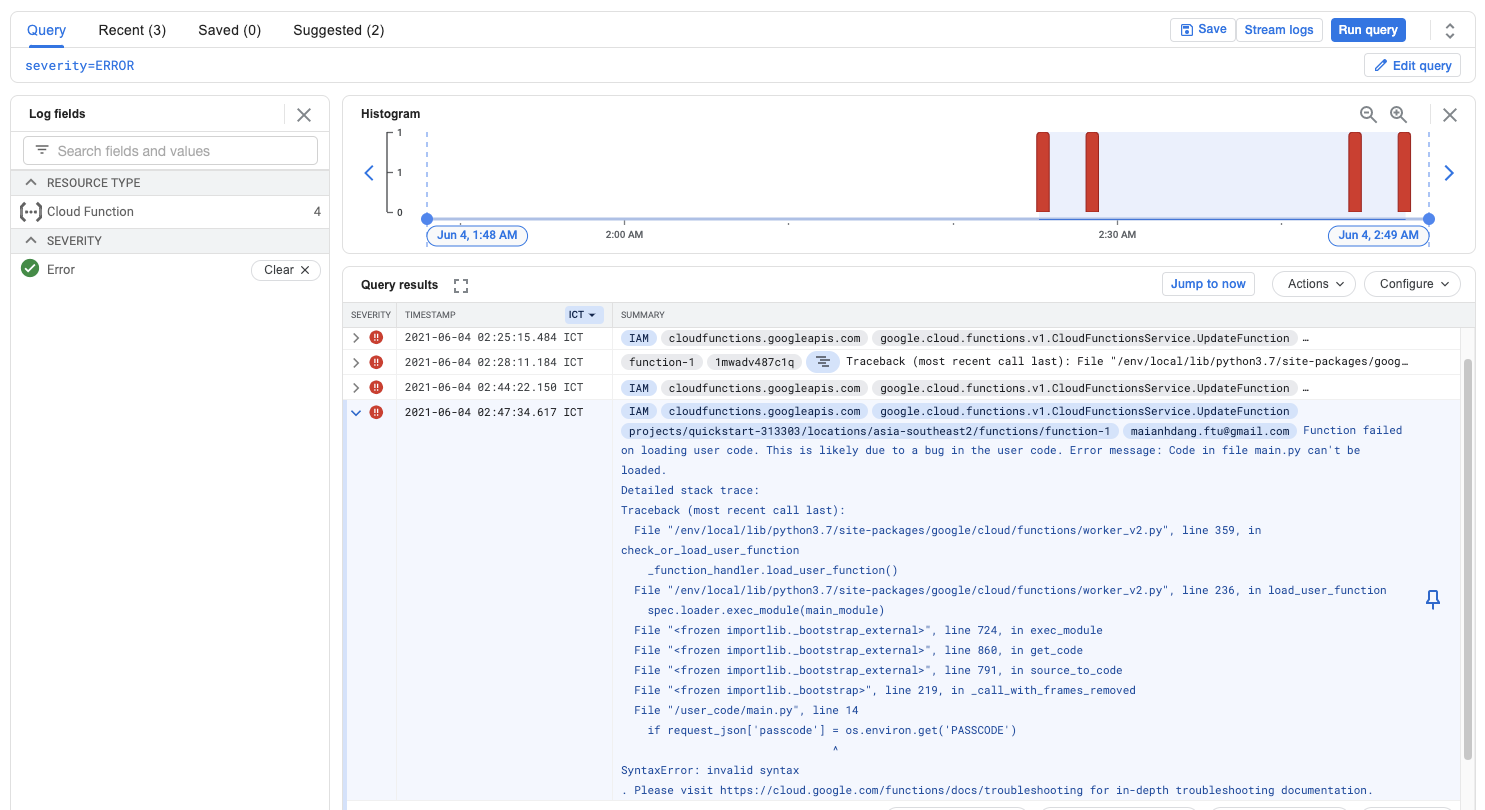 Query Recent (3) Saved (0) Suggested (2) Save Stream logs Run query
severity=ERROR Edit query
Log fields
Search fields and values
RESOURCE TYPE
Cloud Function 4
SEVERITY
Error Clear
Histogram
1
1
0
Jun 4, 1:48 AM 2:00 AM 2:30 AM Jun 4, 2:49 AM
Query results Jump to now Actions Configure
SEVERITY TIMESTAMP ICT SUMMARY
2021-06-04 02:25:15.484 ICT IAM cloudfunctions.googleapis.com google.cloud.functions.v1.CloudFunctionsService.UpdateFunction …
2021-06-04 02:28:11.184 ICT function-1 1mwadv487c1q Traceback (most recent call last): File "/env/local/lib/python3.7/site-packages/goog…
2021-06-04 02:44:22.150 ICT IAM cloudfunctions.googleapis.com google.cloud.functions.v1.CloudFunctionsService.UpdateFunction …
2021-06-04 02:47:34.617 ICT IAM cloudfunctions.googleapis.com google.cloud.functions.v1.CloudFunctionsService.UpdateFunction
projects/quickstart-313303/locations/asia-southeast2/functions/function-1 maianhdang.ftu@gmail.com Function failed
on loading user code. This is likely due to a bug in the user code. Error message: Code in file main.py can't be
loaded.
Detailed stack trace:
Traceback (most recent call last):
File "/env/local/lib/python3.7/site-packages/google/cloud/functions/worker_v2.py", line 359, in
check_or_load_user_function
_function_handler.load_user_function()
File "/env/local/lib/python3.7/site-packages/google/cloud/functions/worker_v2.py", line 236, in load_user_function
spec.loader.exec_module(main_module)
File "<frozen importlib._bootstrap_external>", line 724, in exec_module
File "<frozen importlib._bootstrap_external>", line 860, in get_code
File "<frozen importlib._bootstrap_external>", line 791, in source_to_code
File "<frozen importlib._bootstrap>", line 219, in _call_with_frames_removed
File "/user_code/main.py", line 14
if request_json['passcode'] = os.environ.get('PASSCODE')
^
SyntaxError: invalid syntax
. Please visit https://cloud.google.com/functions/docs/troubleshooting for in-depth troubleshooting documentation.